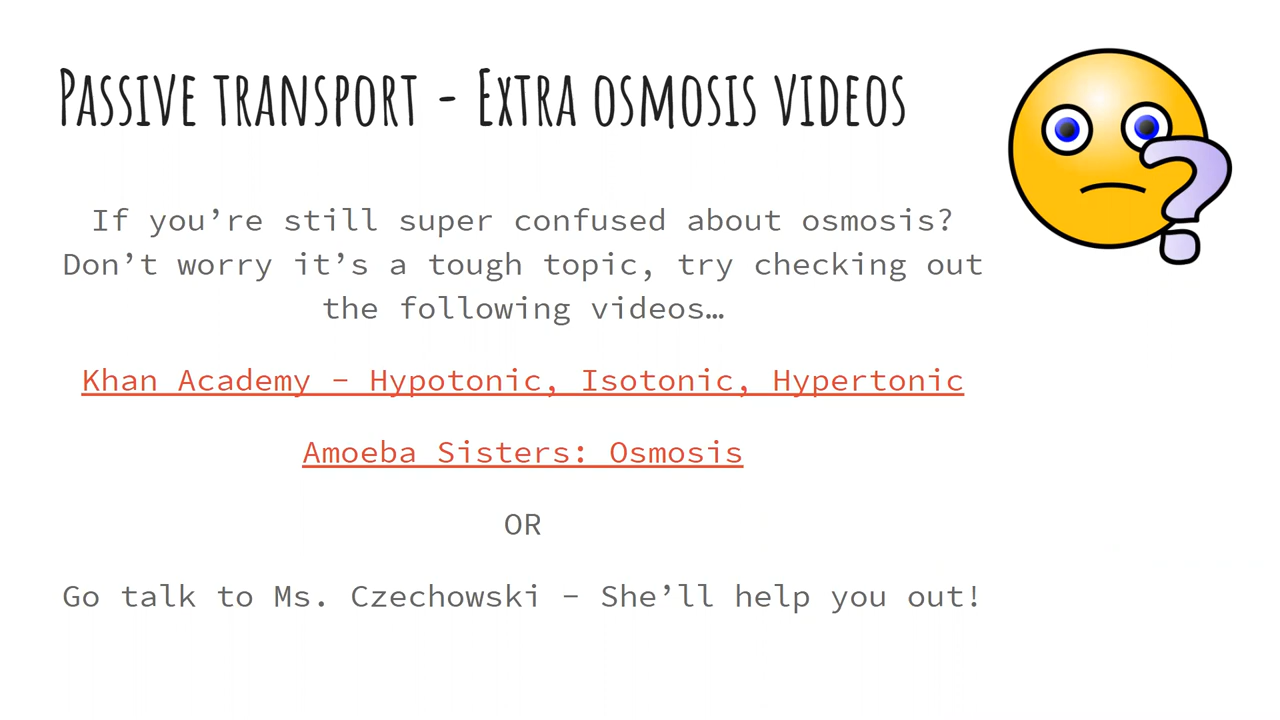 Passive transport - Extra osmosis videos
If you’re still super confused about osmosis?
Don’t worry it’s a tough topic, try checking out
the following videos…
Khan Academy - Hypotonic, Isotonic, Hypertonic
Amoeba Sisters: Osmosis
OR
Go talk to Ms. Czechowski - She’ll help you out!
?